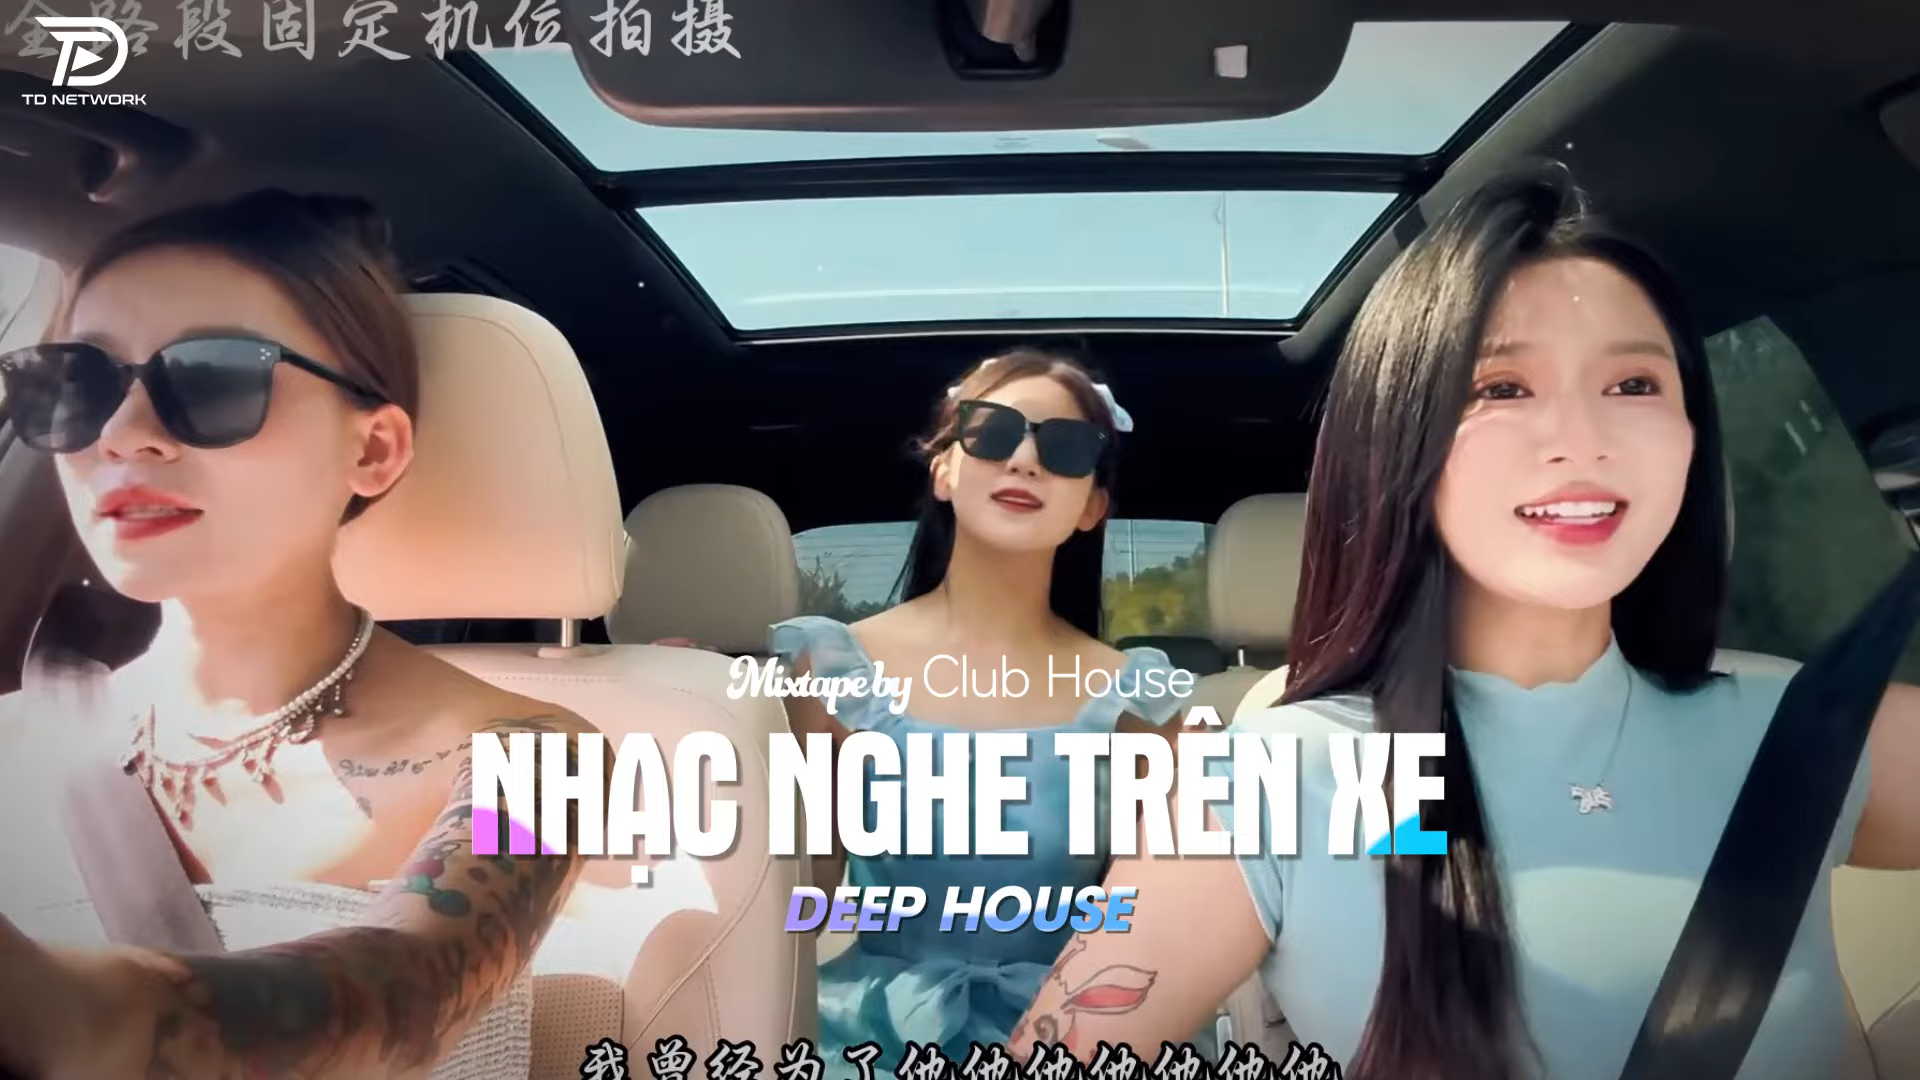 全路段固定机位拍摄
TD NETWORK
Mixtape by Club House
NHẠC NGHE TRÊN XE
DEEP HOUSE
我曾经为了他他他他他他他